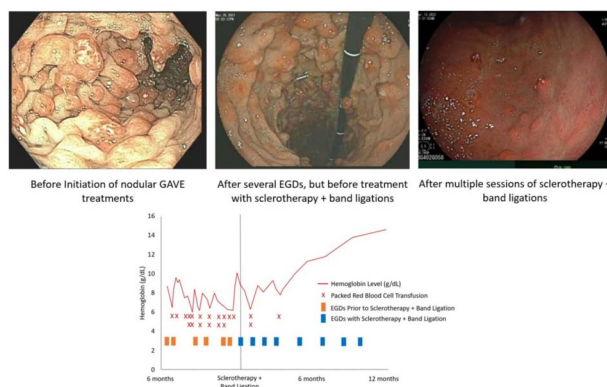 Before Initiation of nodular GAVE
treatments
After several EGDs, but before treatment
with sclerotherapy + band ligations
After multiple sessions of sclerotherapy +
band ligations
16
14
12
10
8
6
4
2
0
Hemoglobin (g/dL)
Hemoglobin Level (g/dL)
Packed Red Blood Cell Transfusion
EGDs Prior to Sclerotherapy + Band Ligation
EGDs with Sclerotherapy + Band Ligation
6 months
Sclerotherapy +
Band Ligation
6 months
12 months